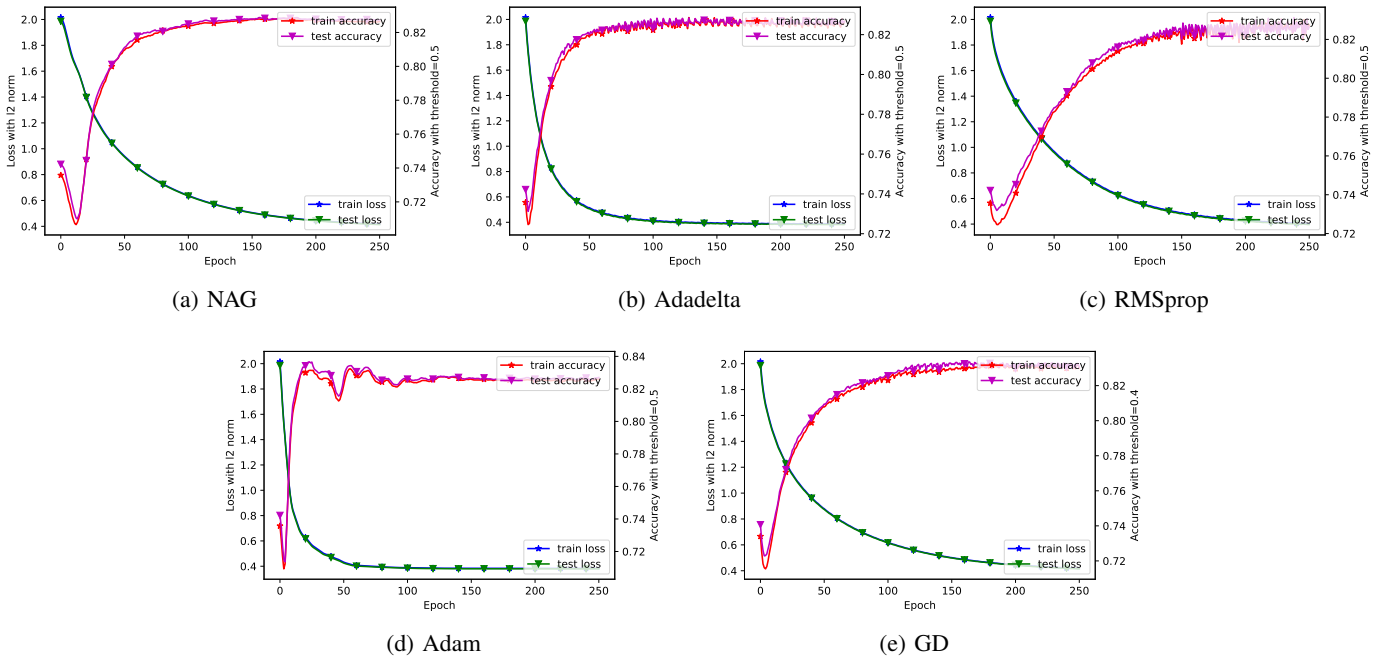 2.0
1.8
1.6
1.4
1.2
1.0
0.8
0.6
0.4
Loss with l2 norm
0 50 100 150 200 250
Epoch
0.82
0.80
0.78
0.76
0.74
0.72
Accuracy with threshold=0.5
train accuracy
test accuracy
train loss
test loss
(a) NAG
2.0
1.8
1.6
1.4
1.2
1.0
0.8
0.6
0.4
Loss with l2 norm
0 50 100 150 200 250
Epoch
0.82
0.80
0.78
0.76
0.74
0.72
Accuracy with threshold=0.5
train accuracy
test accuracy
train loss
test loss
(b) Adadelta
2.0
1.8
1.6
1.4
1.2
1.0
0.8
0.6
0.4
Loss with l2 norm
0 50 100 150 200 250
Epoch
0.82
0.80
0.78
0.76
0.74
0.72
Accuracy with threshold=0.5
train accuracy
test accuracy
train loss
test loss
(c) RMSprop
2.0
1.8
1.6
1.4
1.2
1.0
0.8
0.6
0.4
Loss with l2 norm
0 50 100 150 200 250
Epoch
0.84
0.82
0.80
0.78
0.76
0.74
0.72
Accuracy with threshold=0.5
train accuracy
test accuracy
train loss
test loss
(d) Adam
2.0
1.8
1.6
1.4
1.2
1.0
0.8
0.6
0.4
Loss with l2 norm
0 50 100 150 200 250
Epoch
0.82
0.80
0.78
0.76
0.74
0.72
Accuracy with threshold=0.4
train accuracy
test accuracy
train loss
test loss
(e) GD